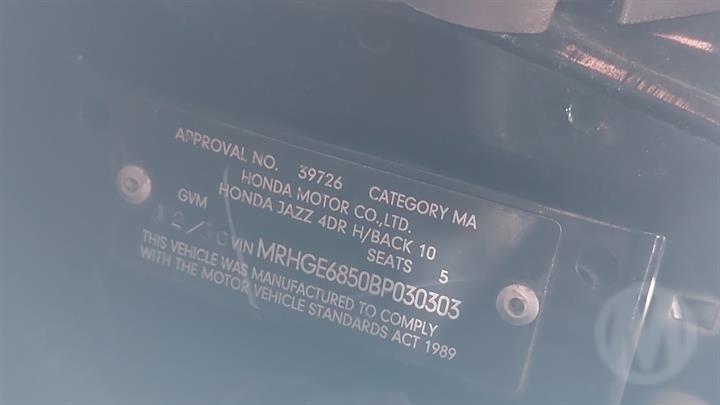 APPROVAL NO. 39726 CATEGORY MA
HONDA MOTOR CO.,LTD.
HONDA JAZZ 4DR H/BACK 10
GVM SEATS 5
VIN MRHGE6850BP030303
THIS VEHICLE WAS MANUFACTURED TO COMPLY
WITH THE MOTOR VEHICLE STANDARDS ACT 1989